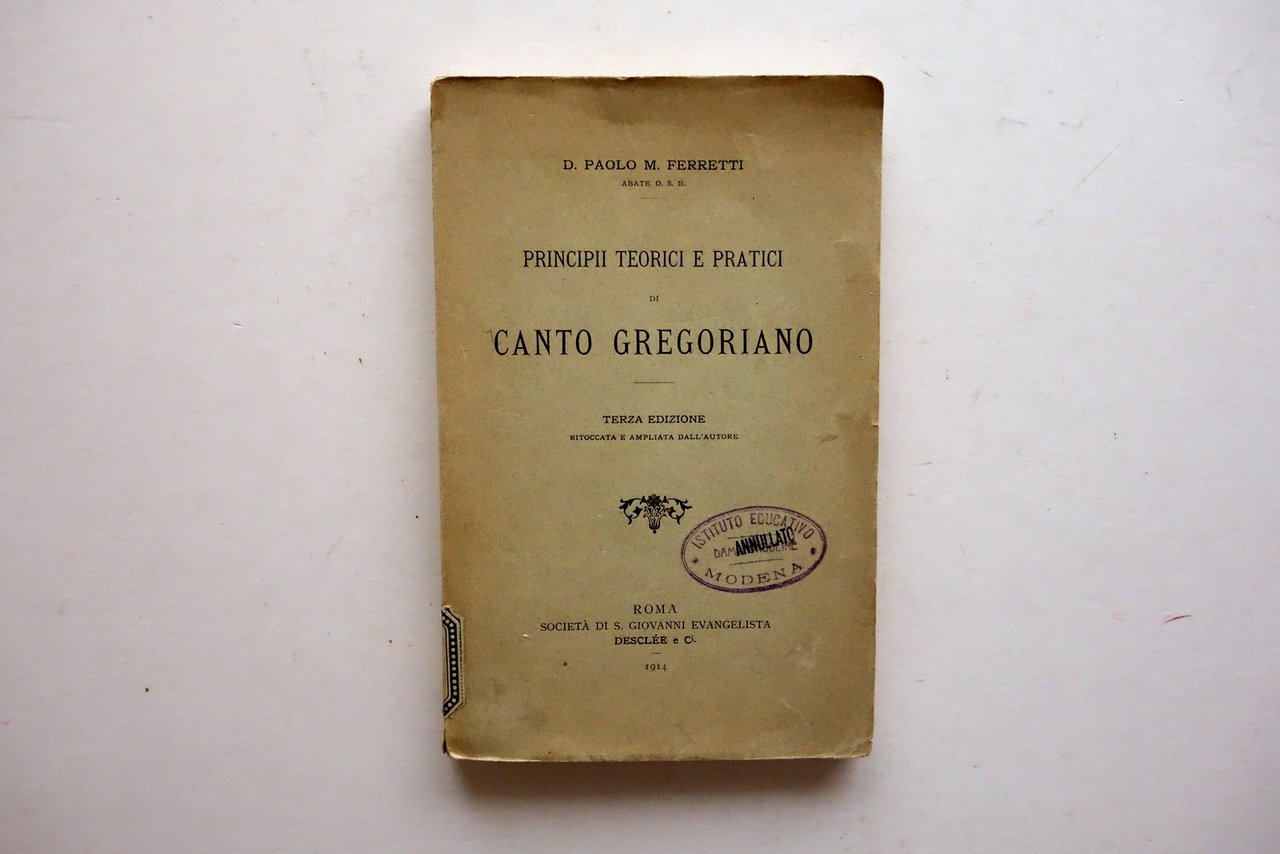 D. PAOLO M. FERRETTI
ABATE O. S. B.
PRINCIPII TEORICI E PRATICI
DI
CANTO GREGORIANO
TERZA EDIZIONE
RITOCCATA E AMPLIATA DALL'AUTORE
ISTITUTO EDUCATIVO
ANNULLATO
MODENA
ROMA
SOCIETÀ DI S. GIOVANNI EVANGELISTA
DESCLÉE e Ci.
1914